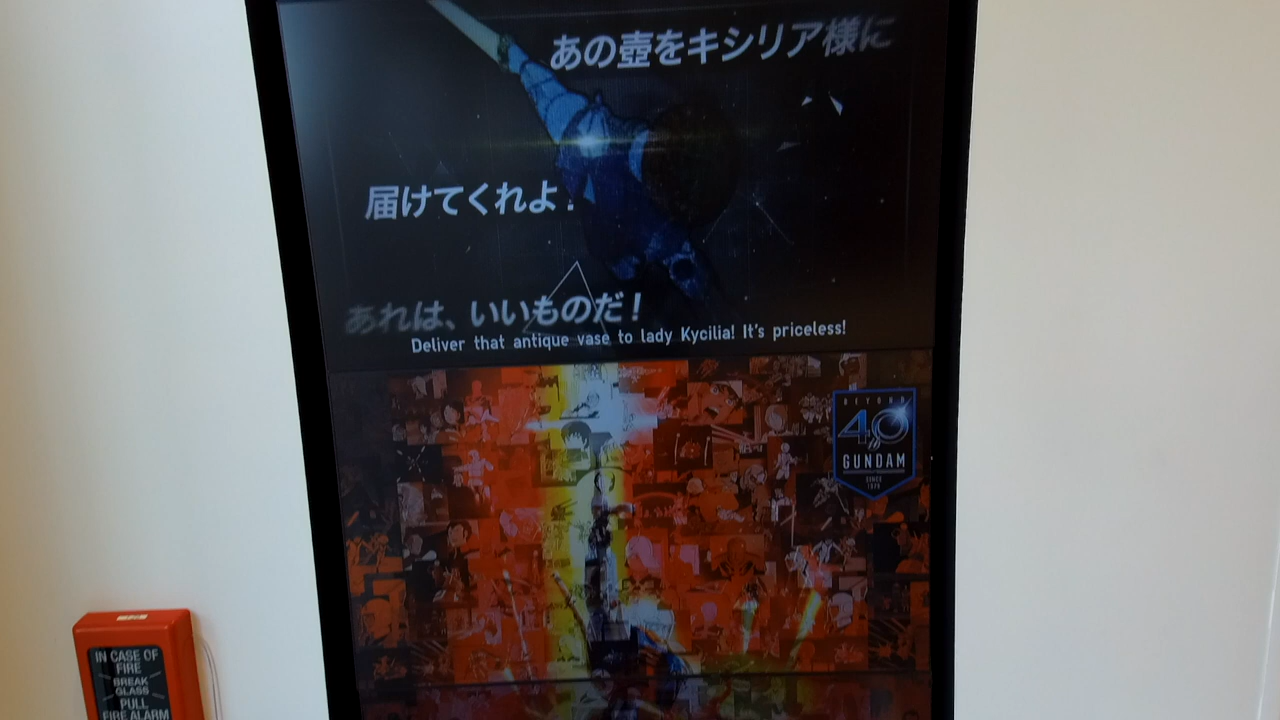 あの壺をキシリア様に
届けてくれよ!
あれは、いいものだ!
Deliver that antique vase to lady Kycilia! It's priceless!
BEYOND
40th
GUNDAM
SINCE
1979
IN CASE OF
FIRE
BREAK
GLASS
PULL
FIRE ALARM